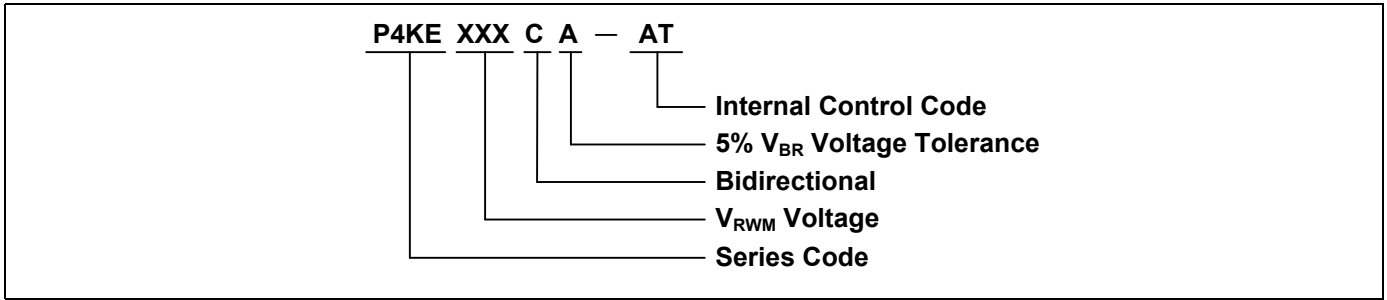 P4KE XXX C A — AT
Internal Control Code
5% VBR Voltage Tolerance
Bidirectional
VRWM Voltage
Series Code